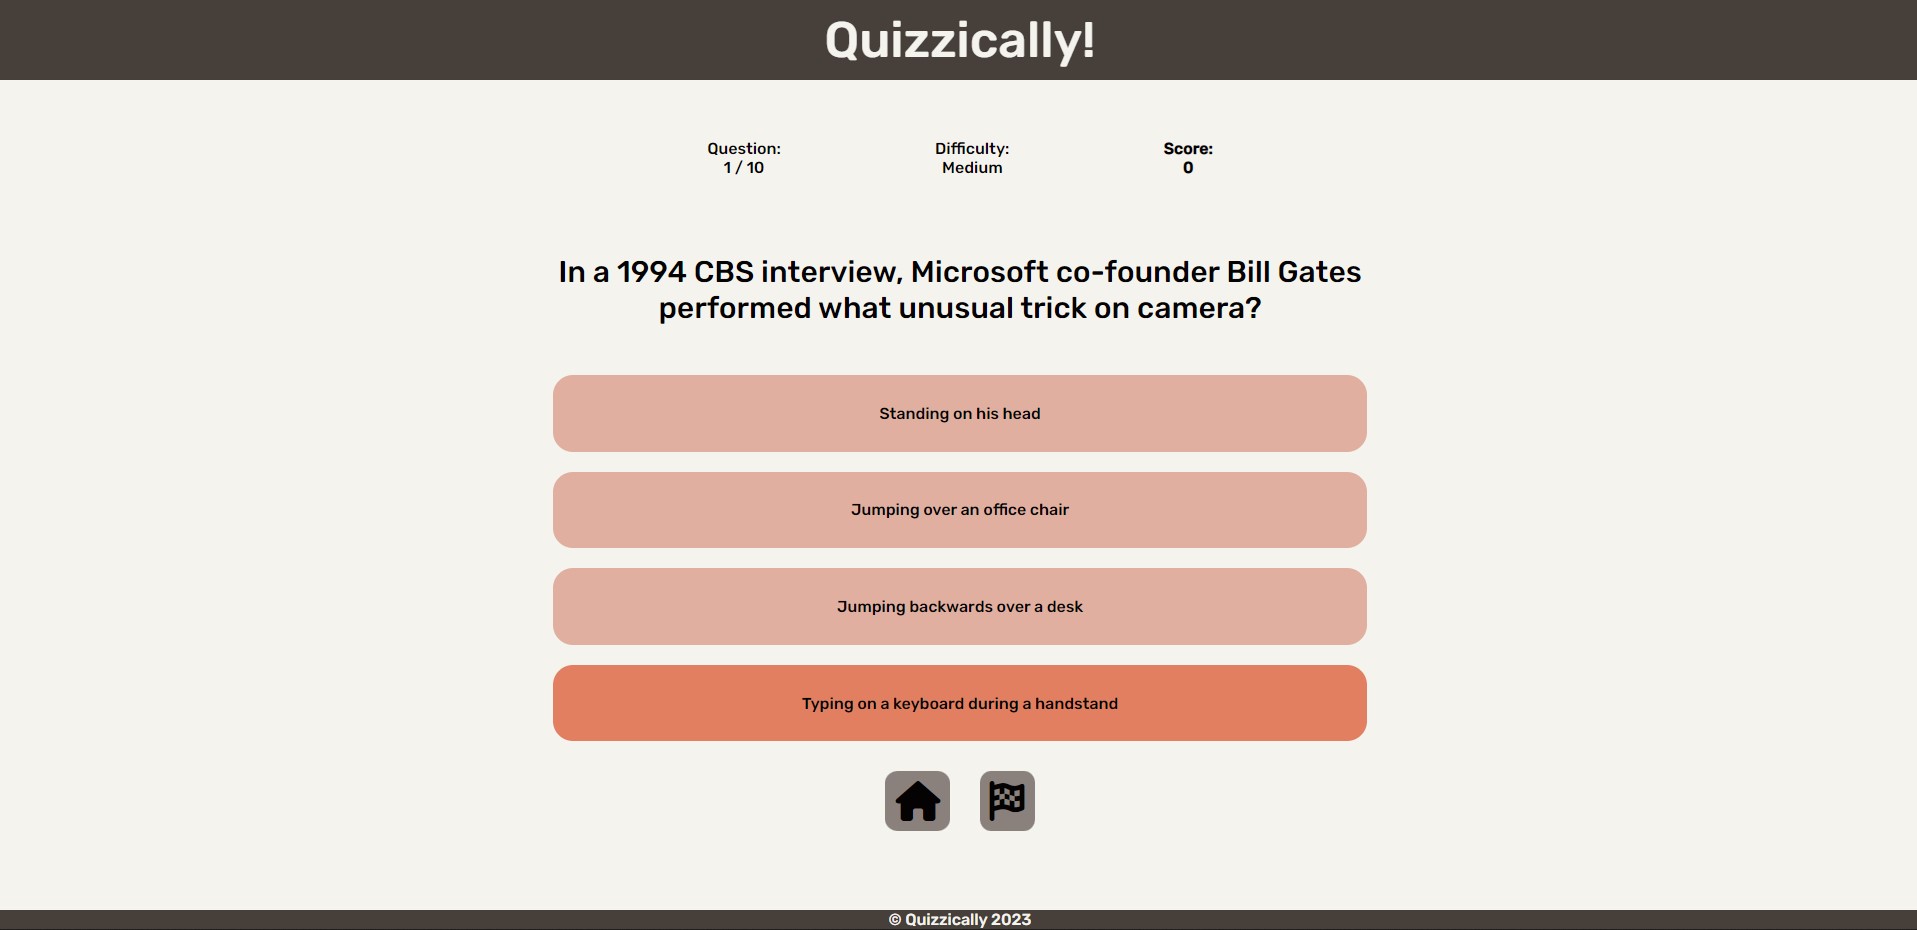 Quizzically!
Question:
1 / 10
Difficulty:
Medium
Score:
0
In a 1994 CBS interview, Microsoft co-founder Bill Gates
performed what unusual trick on camera?
Standing on his head
Jumping over an office chair
Jumping backwards over a desk
Typing on a keyboard during a handstand
© Quizzically 2023